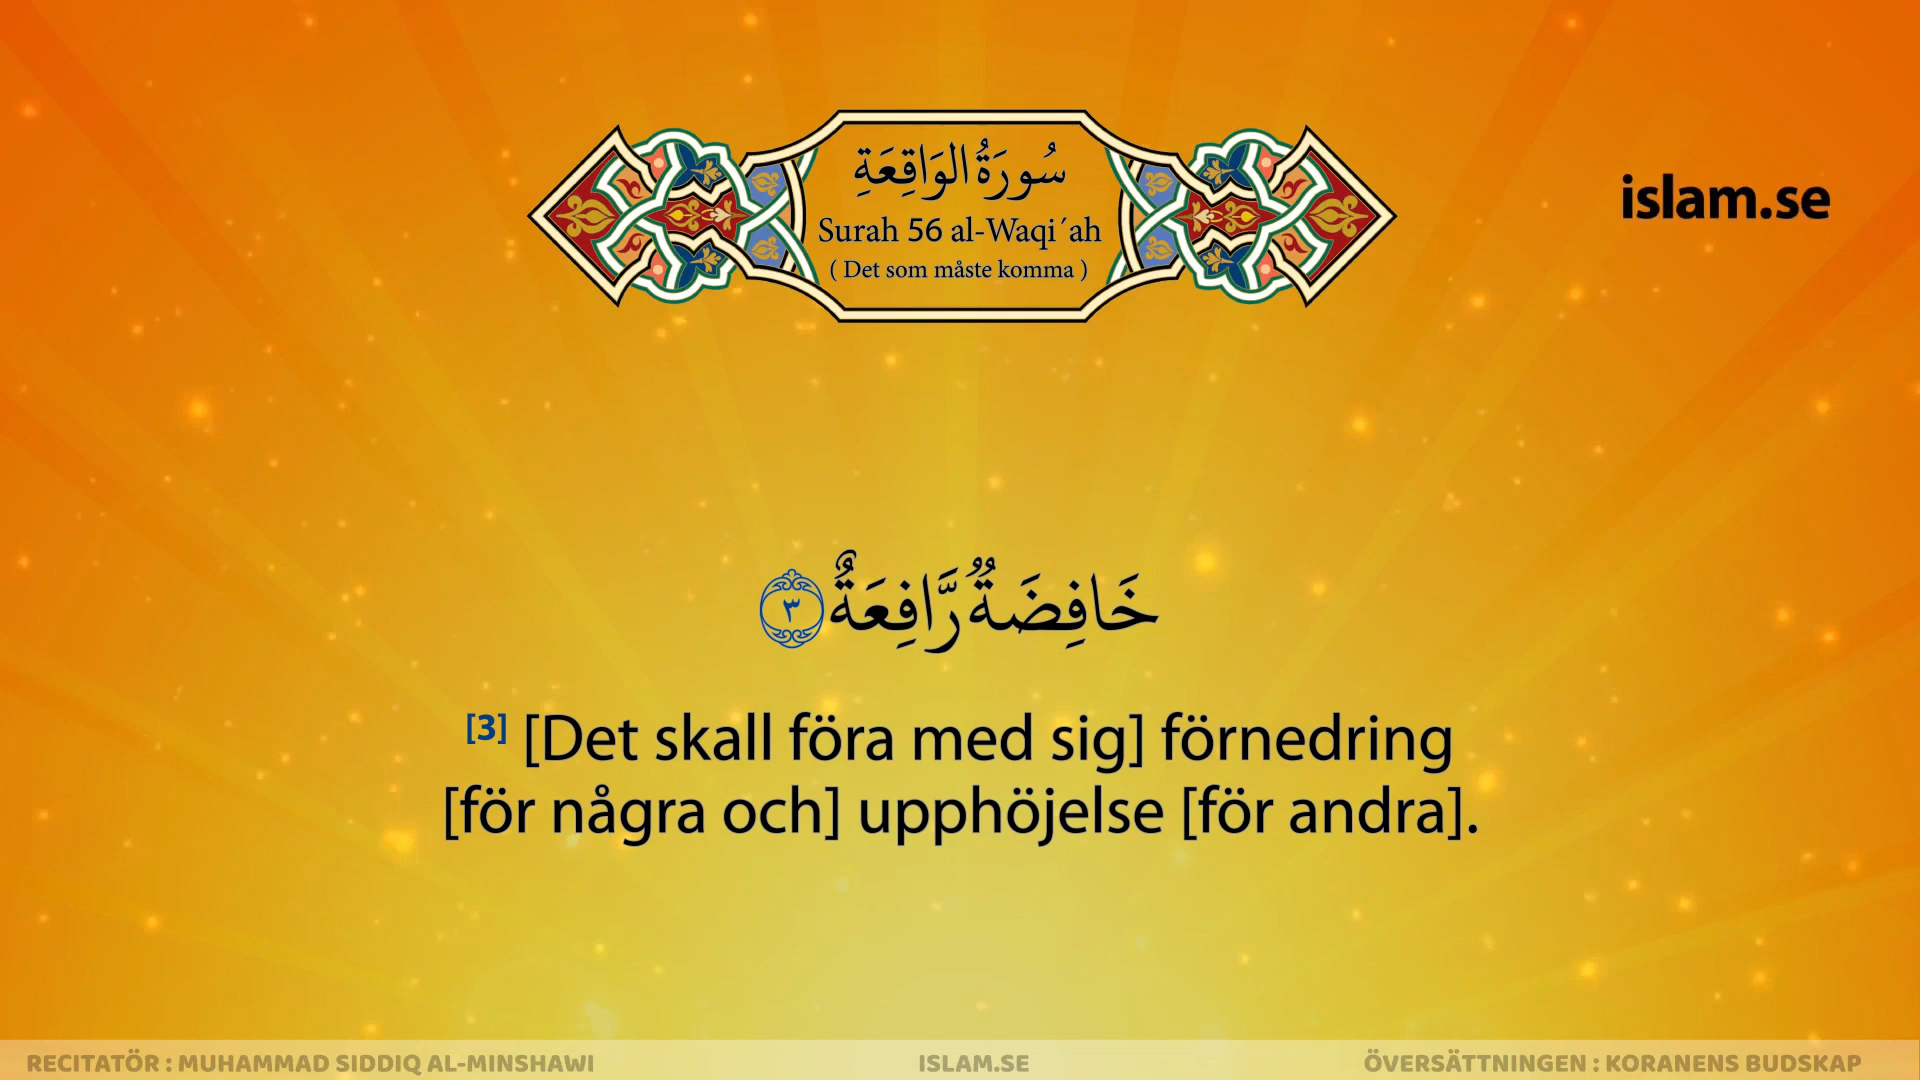 سُورَةُ الوَاقِعَةِ
Surah 56 al-Waqi´ah
( Det som måste komma )
islam.se
خَافِضَةٌ رَّافِعَةٌ ٣
[3] [Det skall föra med sig] förnedring
[för några och] upphöjelse [för andra].
RECITATÖR : MUHAMMAD SIDDIQ AL-MINSHAWI
ISLAM.SE
ÖVERSÄTTNINGEN : KORANENS BUDSKAP